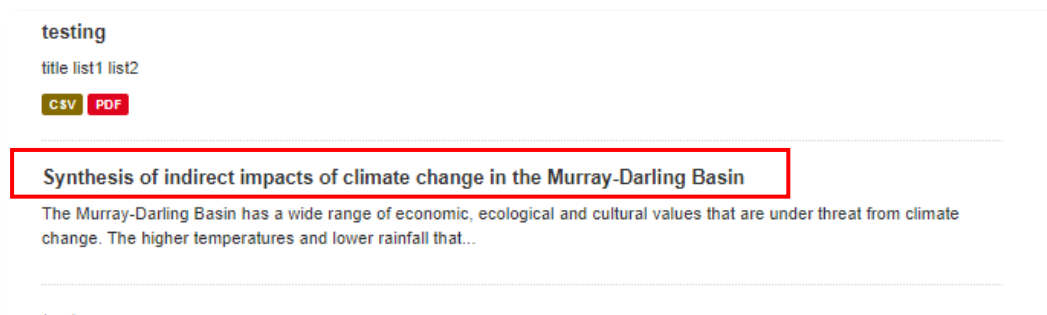 testing
title list1 list2
CSV PDF
Synthesis of indirect impacts of climate change in the Murray-Darling Basin
The Murray-Darling Basin has a wide range of economic, ecological and cultural values that are under threat from climate
change. The higher temperatures and lower rainfall that...